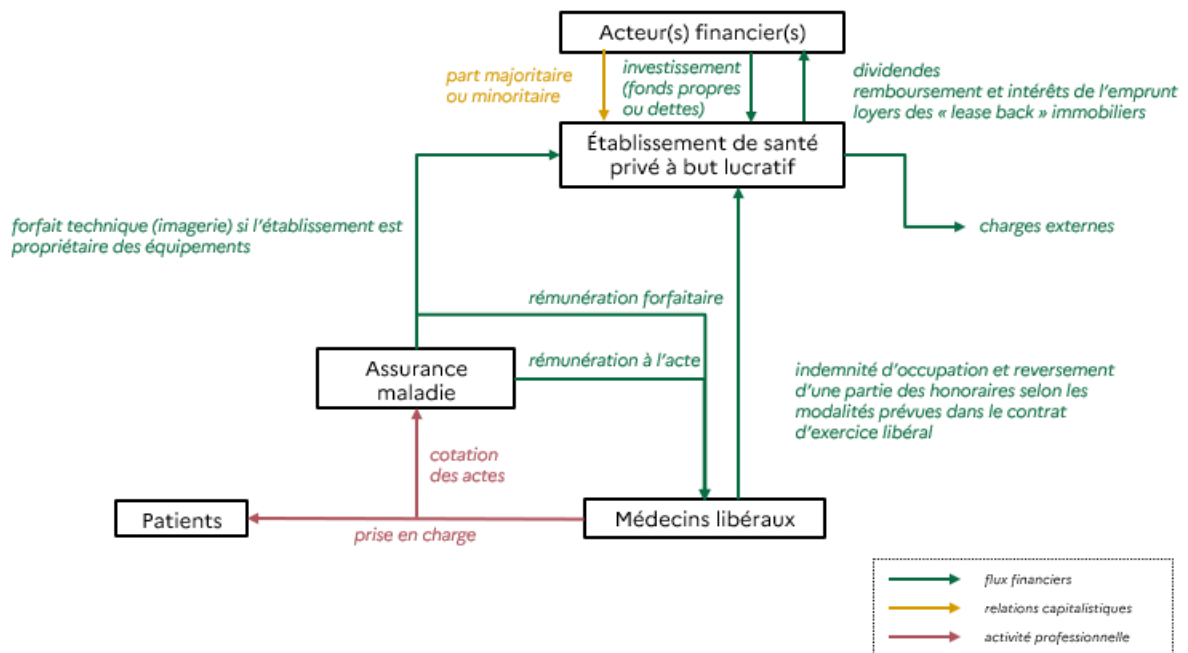 Acteur(s) financier(s)
part majoritaire
ou minoritaire
investissement
(fonds propres
ou dettes)
dividendes
remboursement et intérêts de l'emprunt
loyers des « lease back » immobiliers
Établissement de santé
privé à but lucratif
forfait technique (imagerie) si l'établissement est
propriétaire des équipements
charges externes
rémunération forfaitaire
Assurance
maladie
rémunération à l'acte
indemnité d'occupation et reversement
d'une partie des honoraires selon les
modalités prévues dans le contrat
d'exercice libéral
cotation
des actes
Patients
prise en charge
Médecins libéraux
flux financiers
relations capitalistiques
activité professionnelle